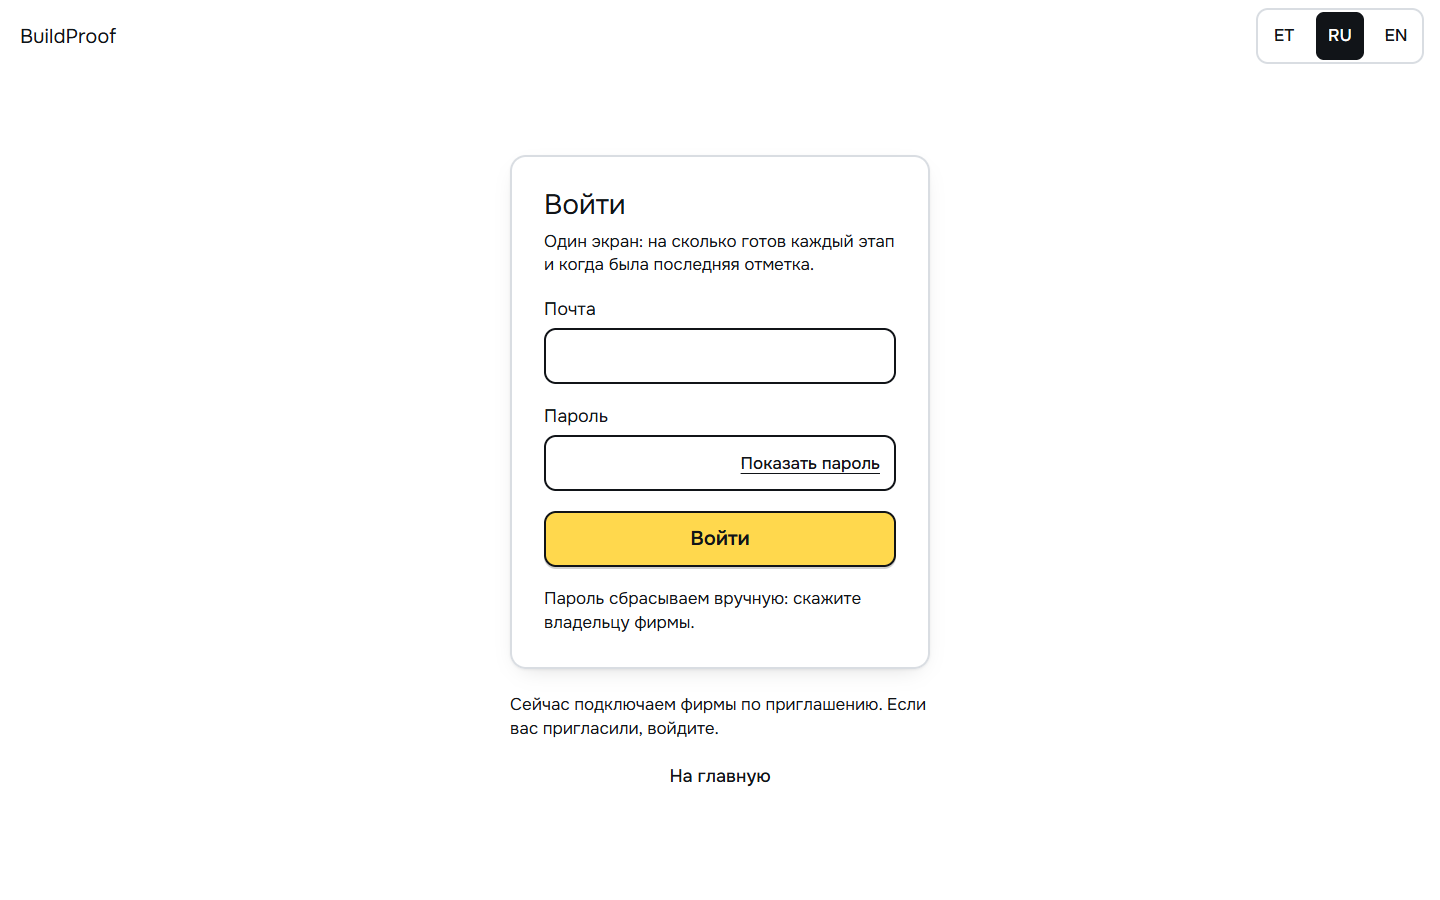 BuildProof
ET RU EN
Войти
Один экран: на сколько готов каждый этап
и когда была последняя отметка.
Почта
Пароль
Показать пароль
Войти
Пароль сбрасываем вручную: скажите
владельцу фирмы.
Сейчас подключаем фирмы по приглашению. Если
вас пригласили, войдите.
На главную